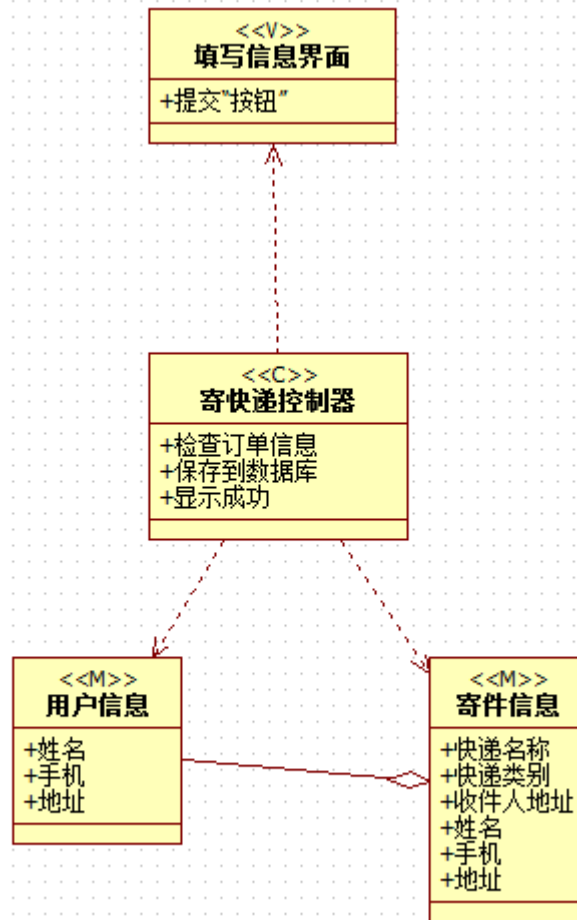 <<V>>
填写信息界面
+提交"按钮"
<<C>>
寄快递控制器
+检查订单信息
+保存到数据库
+显示成功
<<M>>
用户信息
+姓名
+手机
+地址
<<M>>
寄件信息
+快递名称
+快递类别
+收件人地址
+姓名
+手机
+地址